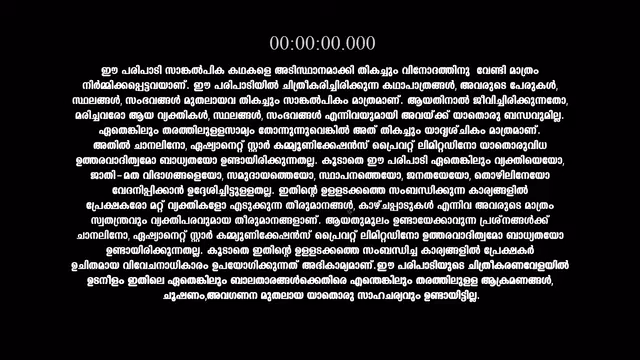 00:00:00.000
ഈ പരിപാടി സാങ്കൽപിക കഥകളെ അടിസ്ഥാനമാക്കി തികച്ചും വിനോദത്തിനു വേണ്ടി മാത്രം
നിർമ്മിക്കപ്പെട്ടവയാണ്. ഈ പരിപാടിയിൽ ചിത്രീകരിച്ചിരിക്കുന്ന കഥാപാത്രങ്ങൾ, അവരുടെ പേരുകൾ,
സ്ഥലങ്ങൾ, സംഭവങ്ങൾ മുതലായവ തികച്ചും സാങ്കൽപികം മാത്രമാണ്. ആയതിനാൽ ജീവിച്ചിരിക്കുന്നതോ,
മരിച്ചവരോ ആയ വ്യക്തികൾ, സ്ഥലങ്ങൾ, സംഭവങ്ങൾ എന്നിവയുമായി അവയ്ക്ക് യാതൊരു ബന്ധവുമില്ല.
ഏതെങ്കിലും തരത്തിലുളളസാമ്യം തോന്നുന്നുവെങ്കിൽ അത് തികച്ചും യാദൃശ്ചികം മാത്രമാണ്.
അതിൽ ചാനലിനോ, ഏഷ്യാനെറ്റ് സ്റ്റാർ കമ്മ്യൂണിക്കേഷൻസ് പ്രൈവറ്റ് ലിമിറ്റഡിനോ യാതൊരുവിധ
ഉത്തരവാദിത്വമോ ബാധ്യതയോ ഉണ്ടായിരിക്കുന്നതല്ല. കൂടാതെ ഈ പരിപാടി ഏതെങ്കിലും വ്യക്തിയെയോ,
ജാതി-മത വിഭാഗങ്ങളെയോ, സമുദായത്തെയോ, സ്ഥാപനത്തെയോ, ജനതയേയോ, തൊഴിലിനേയോ
വേദനിപ്പിക്കാൻ ഉദ്ദേശിച്ചിട്ടുളളതല്ല. ഇതിന്റെ ഉളളടക്കത്തെ സംബന്ധിക്കുന്ന കാര്യങ്ങളിൽ
പ്രേക്ഷകരോ മറ്റ് വ്യക്തികളോ എടുക്കുന്ന തീരുമാനങ്ങൾ, കാഴ്ചപ്പാടുകൾ എന്നിവ അവരുടെ മാത്രം
സ്വതന്ത്രവും വ്യക്തിപരവുമായ തീരുമാനങ്ങളാണ്. ആയതുമൂലം ഉണ്ടായേക്കാവുന്ന പ്രശ്നങ്ങൾക്ക്
ചാനലിനോ, ഏഷ്യാനെറ്റ് സ്റ്റാർ കമ്മ്യൂണിക്കേഷൻസ് പ്രൈവറ്റ് ലിമിറ്റഡിനോ ഉത്തരവാദിത്വമോ ബാധ്യതയോ
ഉണ്ടായിരിക്കുന്നതല്ല. കൂടാതെ ഇതിന്റെ ഉളളടക്കത്തെ സംബന്ധിച്ച കാര്യങ്ങളിൽ പ്രേക്ഷകർ
ഉചിതമായ വിവേചനാധികാരം ഉപയോഗിക്കുന്നത് അഭികാമ്യമാണ്.ഈ പരിപാടിയുടെ ചിത്രീകരണവേളയിൽ
ഉടനീളം ഇതിലെ ഏതെങ്കിലും ബാലതാരങ്ങൾക്കെതിരെ എന്തെങ്കിലും തരത്തിലുളള ആക്രമണങ്ങൾ,
ചൂഷണം,അവഗണന മുതലായ യാതൊരു സാഹചര്യവും ഉണ്ടായിട്ടില്ല.